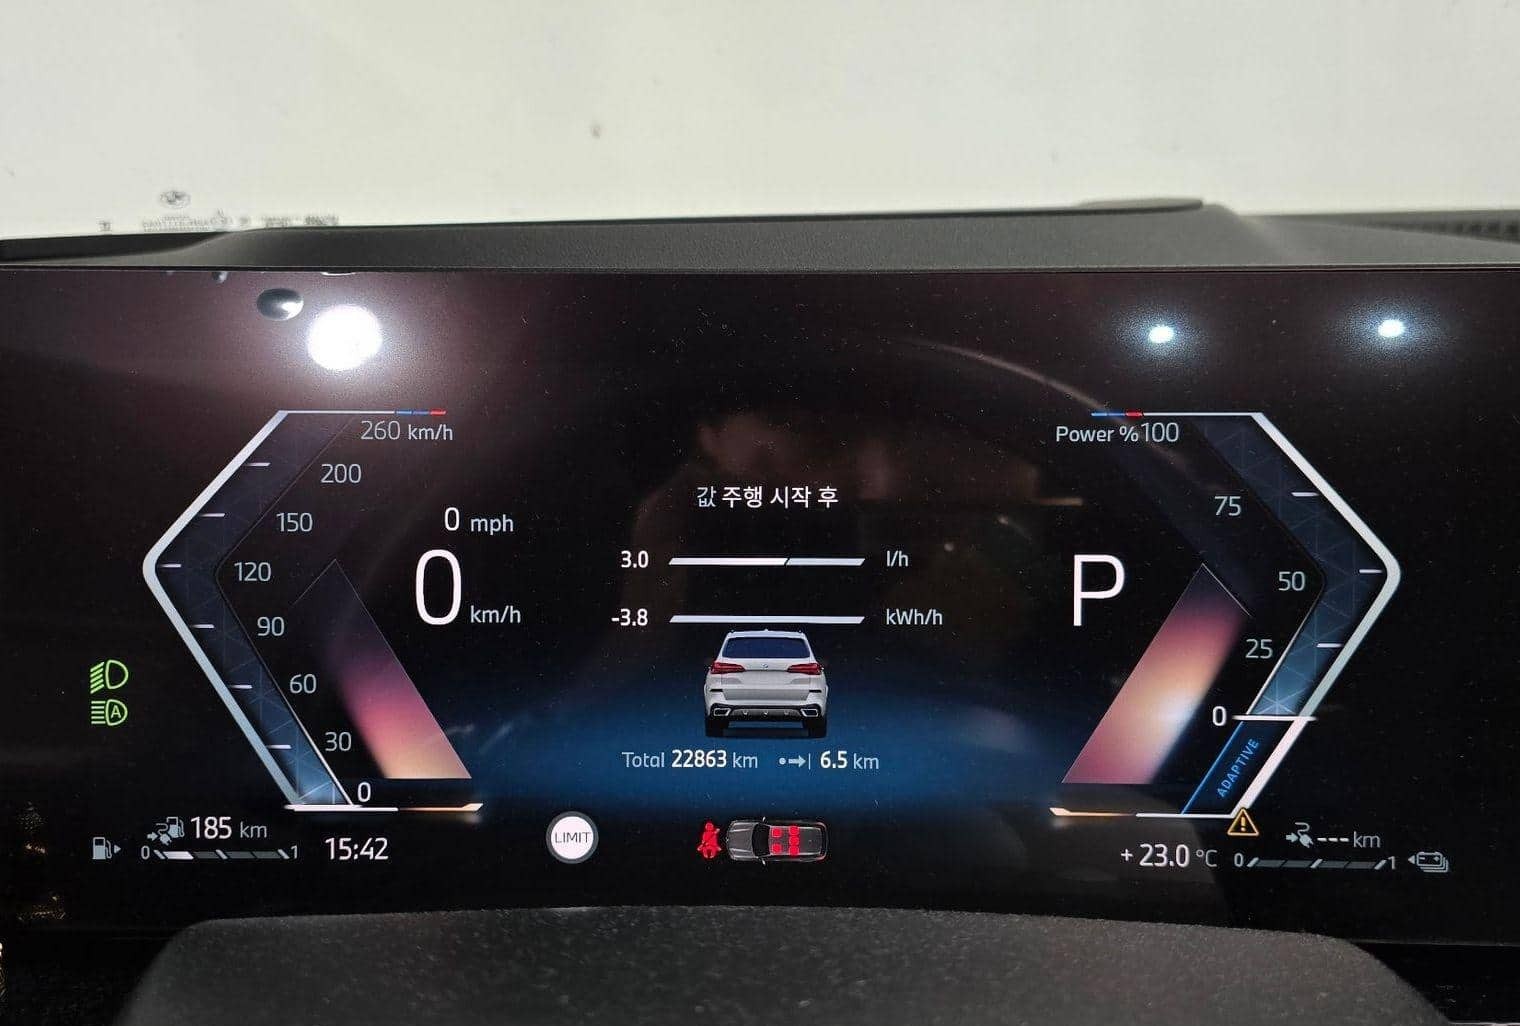 260 km/h
200
150
120
90
60
30
0
0 mph
0 km/h
값 주행 시작 후
3.0 l/h
-3.8 kWh/h
Total 22863 km 6.5 km
Power %100
75
50
25
0
P
ADAPTIVE
A
185 km
0 1
15:42
LIMIT
+ 23.0 °C
--- km
0 1